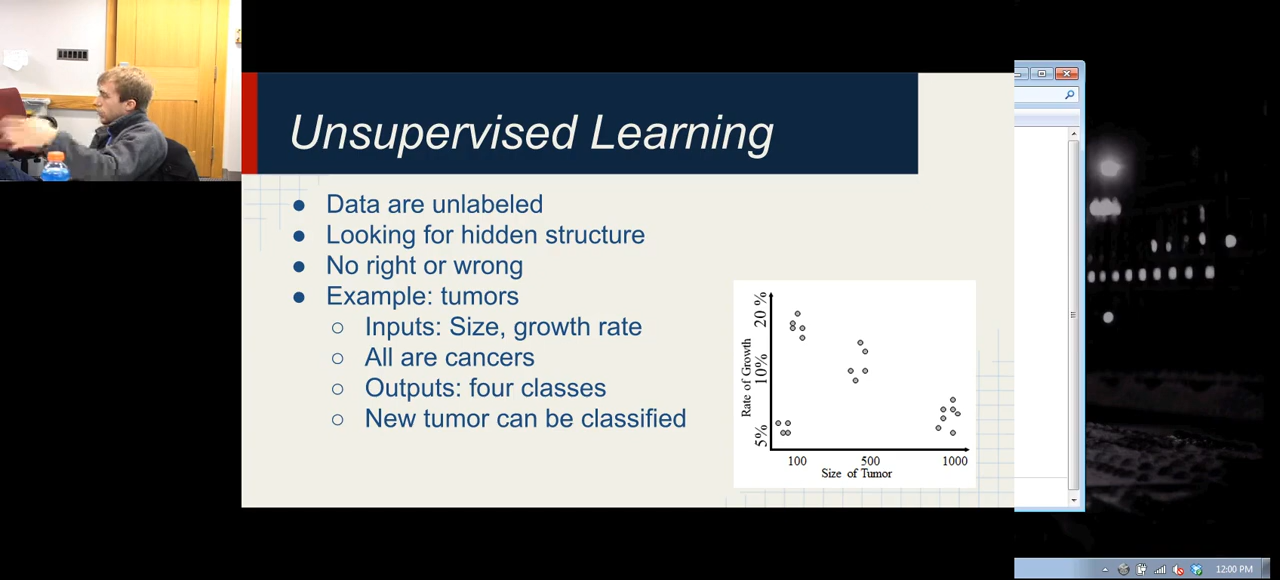 Unsupervised Learning
● Data are unlabeled
● Looking for hidden structure
● No right or wrong
● Example: tumors
○ Inputs: Size, growth rate
○ All are cancers
○ Outputs: four classes
○ New tumor can be classified
Rate of Growth
20 %
10%
5%
100 500 1000
Size of Tumor
12:00 PM